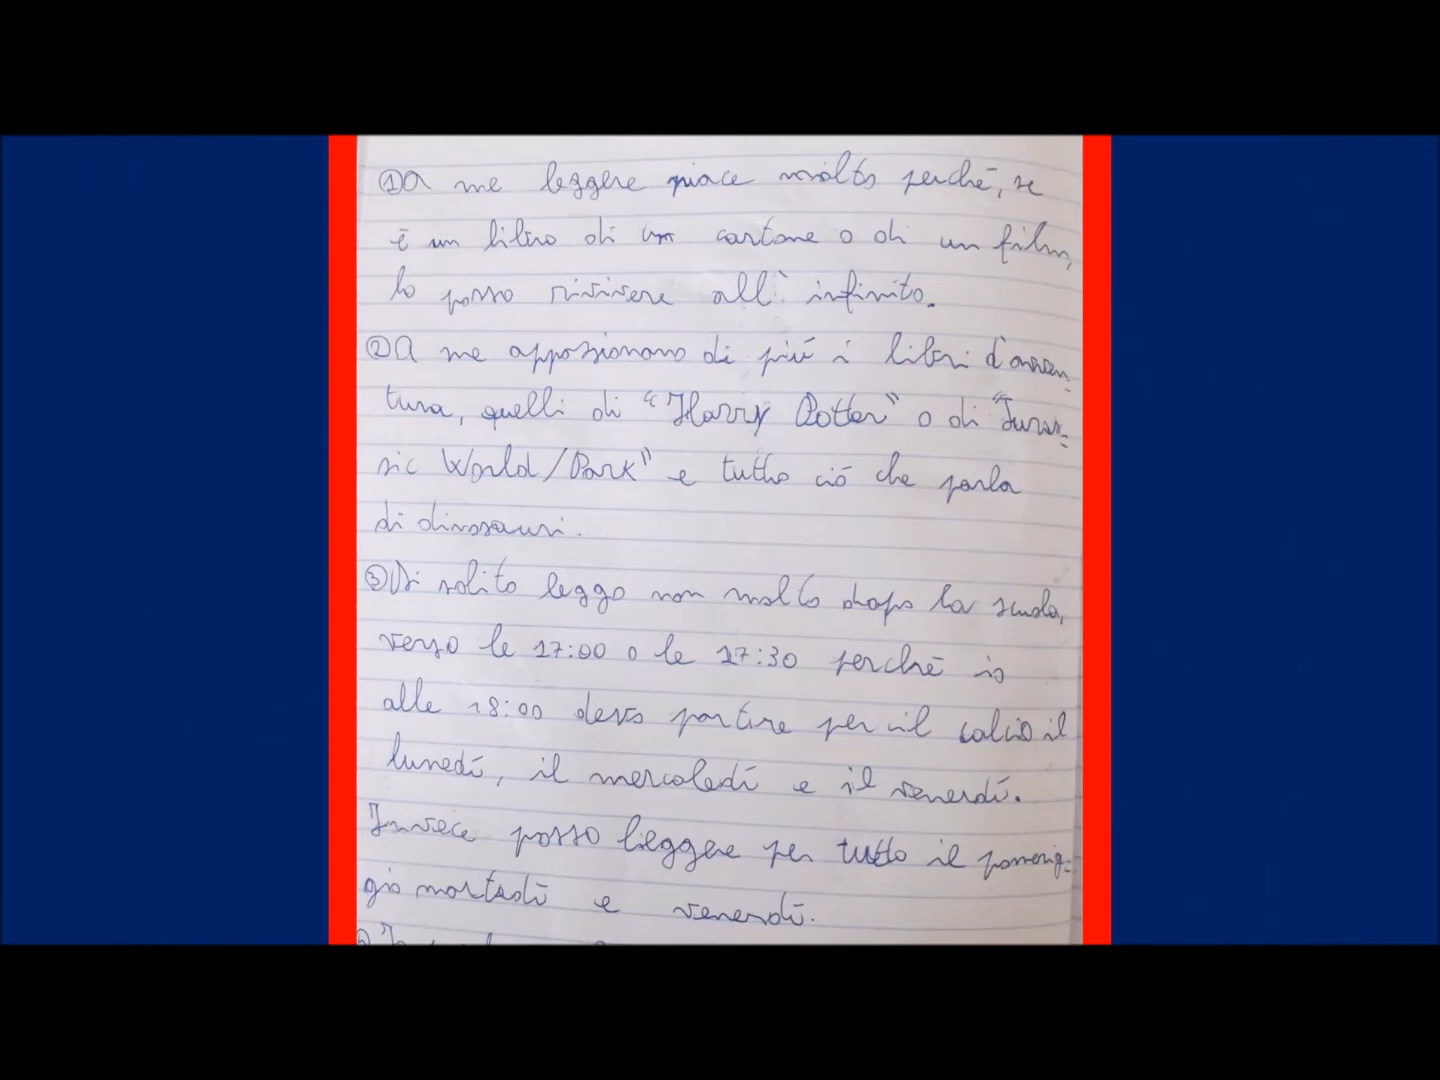 ①A me leggere piace molto perché, se
è un libro di un cartone o di un film,
lo posso rivivere all' infinito.
②A me appassionano di più i libri d'avven=
tura, quelli di “Harry Potter” o di “Juras=
sic World/Park” e tutto ciò che parla
di dinosauri.
③Di solito leggo non molto dopo la scuola,
verso le 17:00 o le 17:30 perché io
alle 18:00 devo partire per il calcio il
lunedì, il mercoledì e il venerdì.
Invece posso leggere per tutto il pomerig=
gio martedì e venerdì.